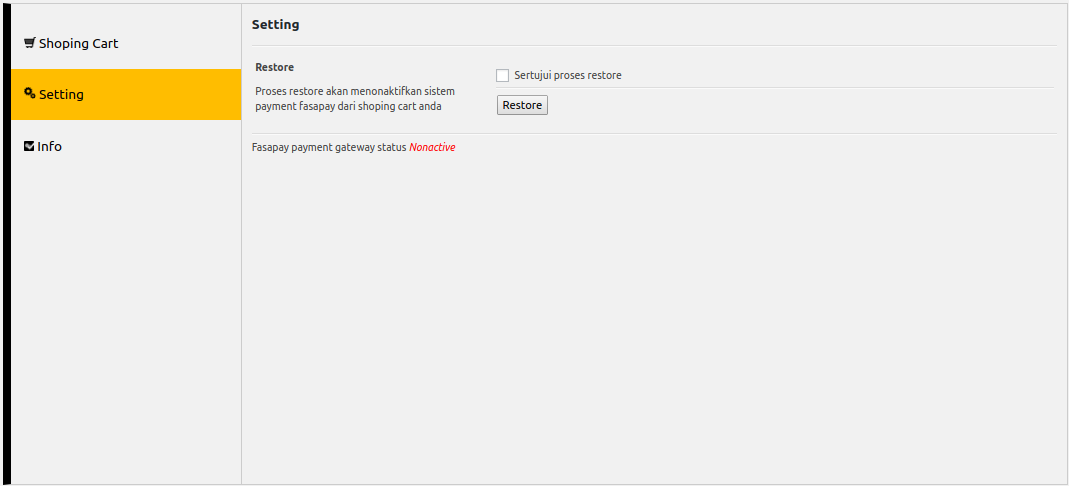 Shoping Cart
Setting
Info
Setting
Restore
Proses restore akan menonaktifkan sistem
payment fasapay dari shoping cart anda
Sertujui proses restore
Restore
Fasapay payment gateway status Nonactive